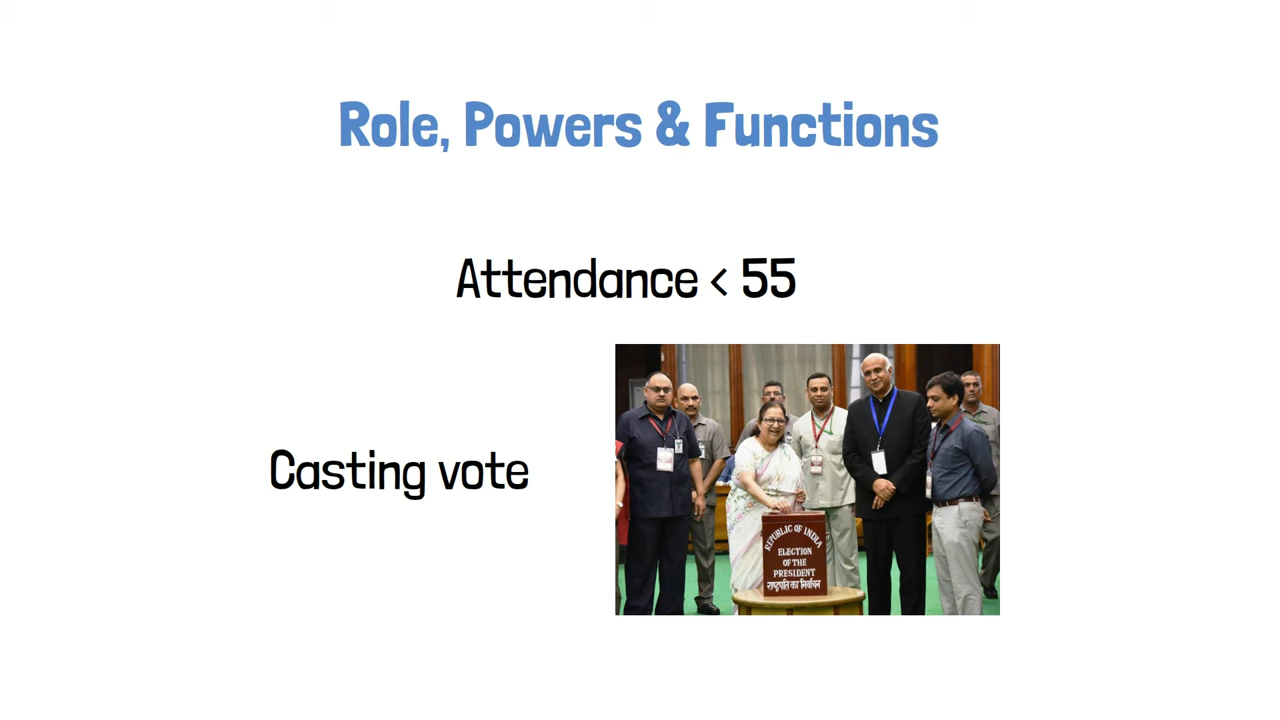 Role, Powers & Functions
Attendance < 55
Casting vote
REPUBLIC OF INDIA
ELECTION
OF THE
PRESIDENT
राष्ट्रपति का निर्वाचन